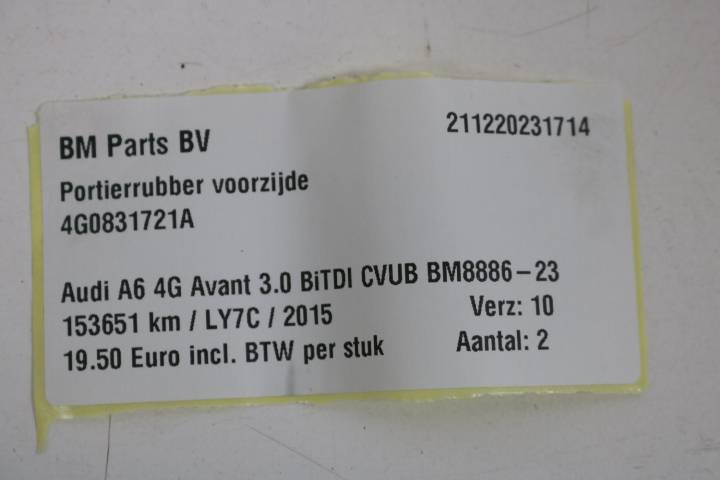 BM Parts BV 211220231714
Portierrubber voorzijde
4G0831721A
Audi A6 4G Avant 3.0 BiTDI CVUB BM8886-23
153651 km / LY7C / 2015 Verz: 10
19.50 Euro incl. BTW per stuk Aantal: 2